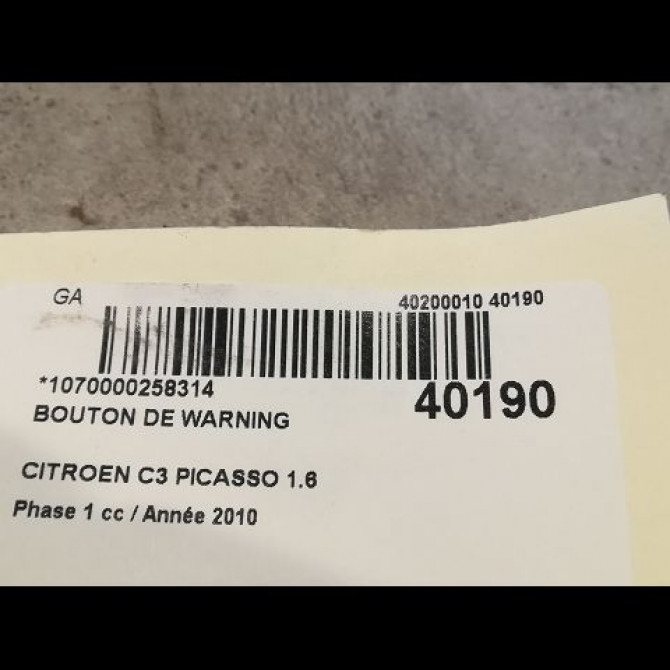 GA
40200010 40190
*1070000258314
40190
BOUTON DE WARNING
CITROEN C3 PICASSO 1.6
Phase 1 cc / Année 2010